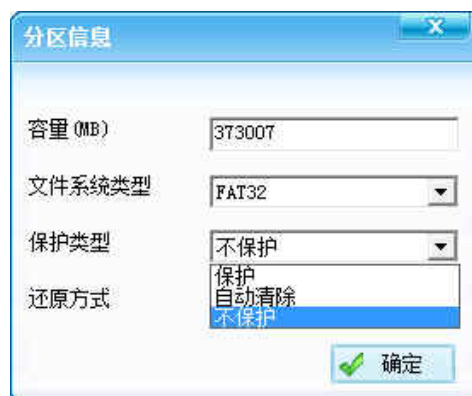 分区信息
容量(MB) 373007
文件系统类型 FAT32
保护类型 不保护
保护
自动清除
还原方式 不保护
确定